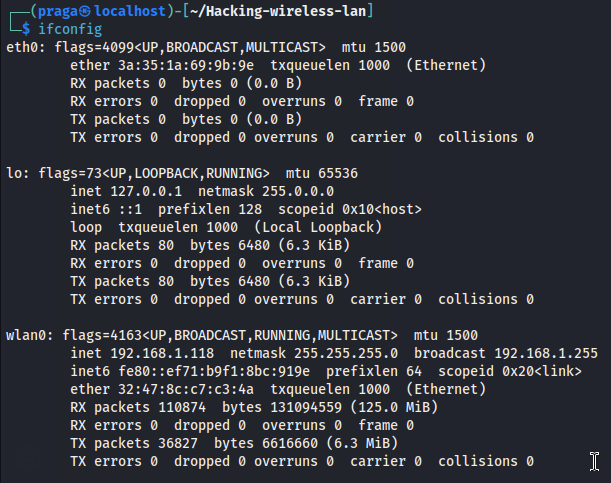 ┌──(praga㉿localhost)-[~/Hacking-wireless-lan]
└─$ ifconfig
eth0: flags=4099<UP,BROADCAST,MULTICAST>  mtu 1500
        ether 3a:35:1a:69:9b:9e  txqueuelen 1000  (Ethernet)
        RX packets 0  bytes 0 (0.0 B)
        RX errors 0  dropped 0  overruns 0  frame 0
        TX packets 0  bytes 0 (0.0 B)
        TX errors 0  dropped 0 overruns 0  carrier 0  collisions 0

lo: flags=73<UP,LOOPBACK,RUNNING>  mtu 65536
        inet 127.0.0.1  netmask 255.0.0.0
        inet6 ::1  prefixlen 128  scopeid 0x10<host>
        loop  txqueuelen 1000  (Local Loopback)
        RX packets 80  bytes 6480 (6.3 KiB)
        RX errors 0  dropped 0  overruns 0  frame 0
        TX packets 80  bytes 6480 (6.3 KiB)
        TX errors 0  dropped 0 overruns 0  carrier 0  collisions 0

wlan0: flags=4163<UP,BROADCAST,RUNNING,MULTICAST>  mtu 1500
        inet 192.168.1.118  netmask 255.255.255.0  broadcast 192.168.1.255
        inet6 fe80::ef71:b9f1:8bc:919e  prefixlen 64  scopeid 0x20<link>
        ether 32:47:8c:c7:c3:4a  txqueuelen 1000  (Ethernet)
        RX packets 110874  bytes 131094559 (125.0 MiB)
        RX errors 0  dropped 0  overruns 0  frame 0
        TX packets 36827  bytes 6616660 (6.3 MiB)
        TX errors 0  dropped 0 overruns 0  carrier 0  collisions 0